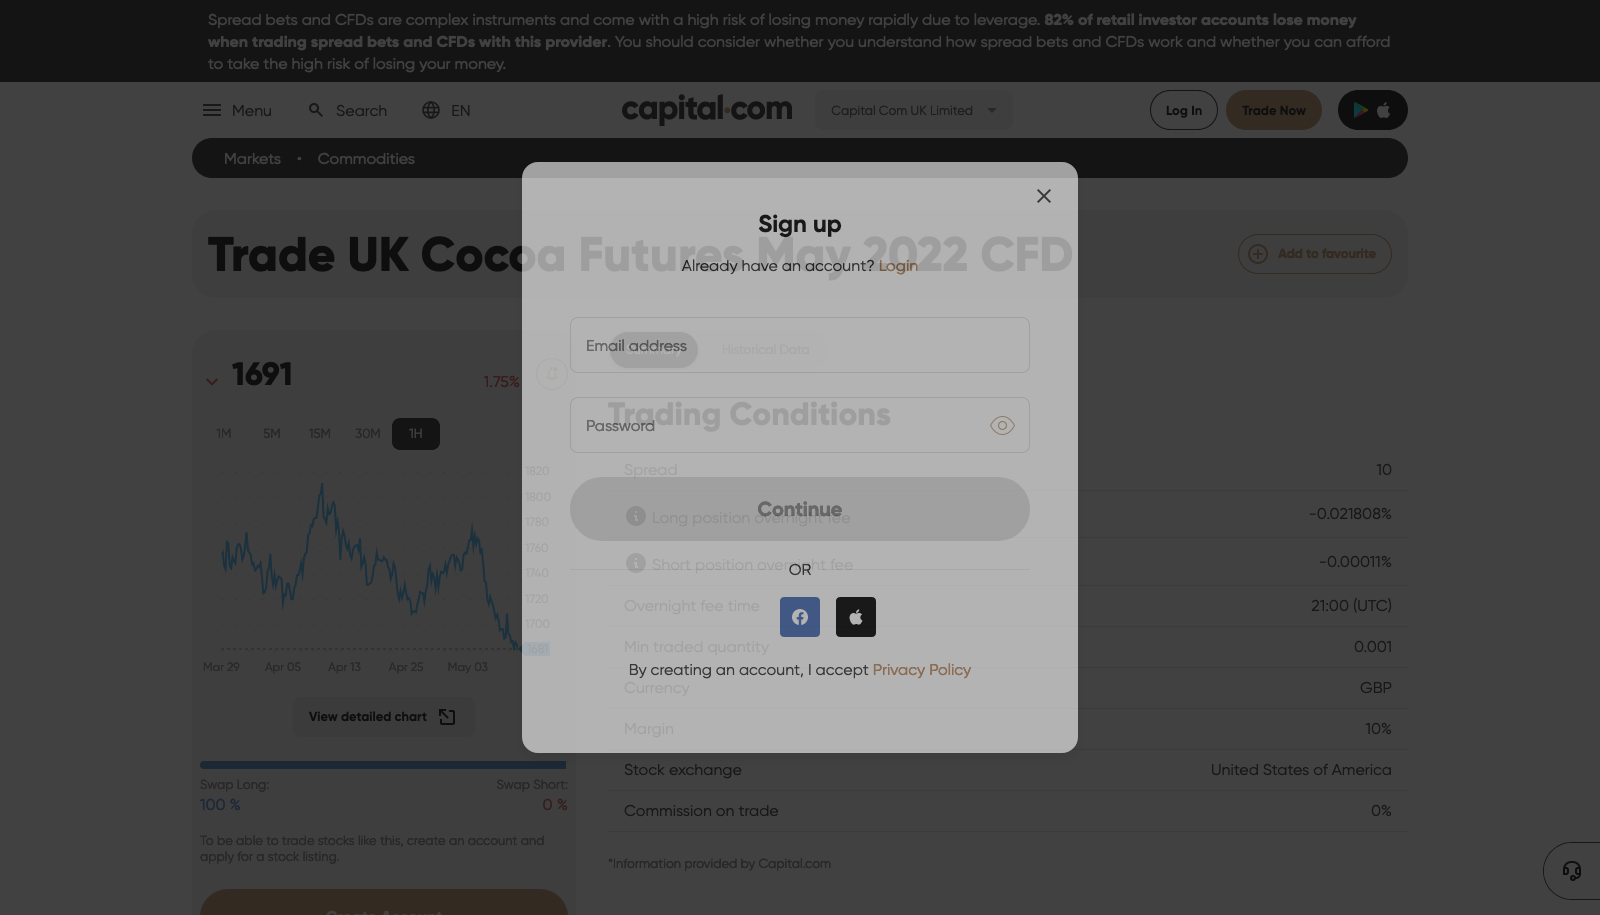 Spread bets and CFDs are complex instruments and come with a high risk of losing money rapidly due to leverage. 82% of retail investor accounts lose money
when trading spread bets and CFDs with this provider. You should consider whether you understand how spread bets and CFDs work and whether you can afford
to take the high risk of losing your money.
Menu Search EN capital.com Capital Com UK Limited Log In Trade Now
Markets • Commodities
Sign up
Already have an account? Login
Email address
Password
Continue
OR
By creating an account, I accept Privacy Policy
Trade UK Cocoa Futures May 2022 CFD
Add to favourite
1691 1.75%
1M 5M 15M 30M 1H
1820
1800
1780
1760
1740
1720
1700
1681
Mar 29 Apr 05 Apr 13 Apr 25 May 03
View detailed chart
Swap Long: Swap Short:
100 % 0 %
To be able to trade stocks like this, create an account and
apply for a stock listing.
Create Account
Historical Data
Trading Conditions
Spread 10
Long position overnight fee -0.021808%
Short position overnight fee -0.00011%
Overnight fee time 21:00 (UTC)
Min traded quantity 0.001
Currency GBP
Margin 10%
Stock exchange United States of America
Commission on trade 0%
*Information provided by Capital.com